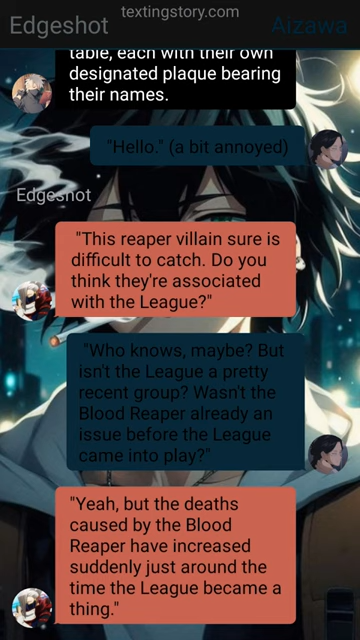 textingstory.com
Edgeshot
Aizawa
table, each with their own
designated plaque bearing
their names.
"Hello." (a bit annoyed)
Edgeshot
"This reaper villain sure is
difficult to catch. Do you
think they're associated
with the League?"
"Who knows, maybe? But
isn't the League a pretty
recent group? Wasn't the
Blood Reaper already an
issue before the League
came into play?"
"Yeah, but the deaths
caused by the Blood
Reaper have increased
suddenly just around the
time the League became a
thing."